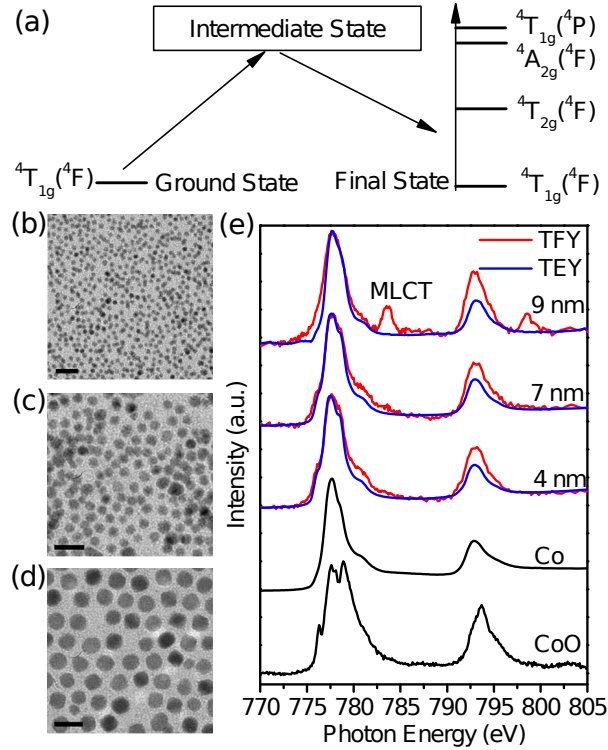 (a)
Intermediate State
⁴T₁g(⁴P)
⁴A₂g(⁴F)
⁴T₂g(⁴F)
⁴T₁g(⁴F) Ground State Final State ⁴T₁g(⁴F)
(b)
(c)
(d)
(e)
TFY
TEY
MLCT
9 nm
7 nm
4 nm
Co
CoO
Intensity (a.u.)
770 775 780 785 790 795 800 805
Photon Energy (eV)